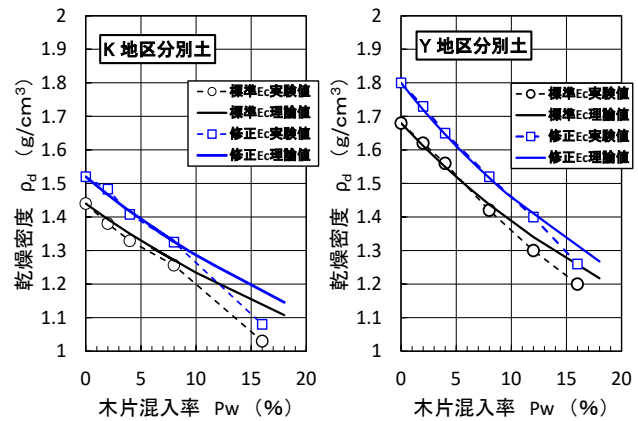 K 地区分別土
標準Ec実験値
標準Ec理論値
修正Ec実験値
修正Ec理論値
乾燥密度 ρd (g/cm³)
2
1.9
1.8
1.7
1.6
1.5
1.4
1.3
1.2
1.1
1
0 5 10 15 20
木片混入率 Pw (%)
Y 地区分別土
標準Ec実験値
標準Ec理論値
修正Ec実験値
修正Ec理論値
乾燥密度 ρd (g/cm³)
2
1.9
1.8
1.7
1.6
1.5
1.4
1.3
1.2
1.1
1
0 5 10 15 20
木片混入率 Pw (%)